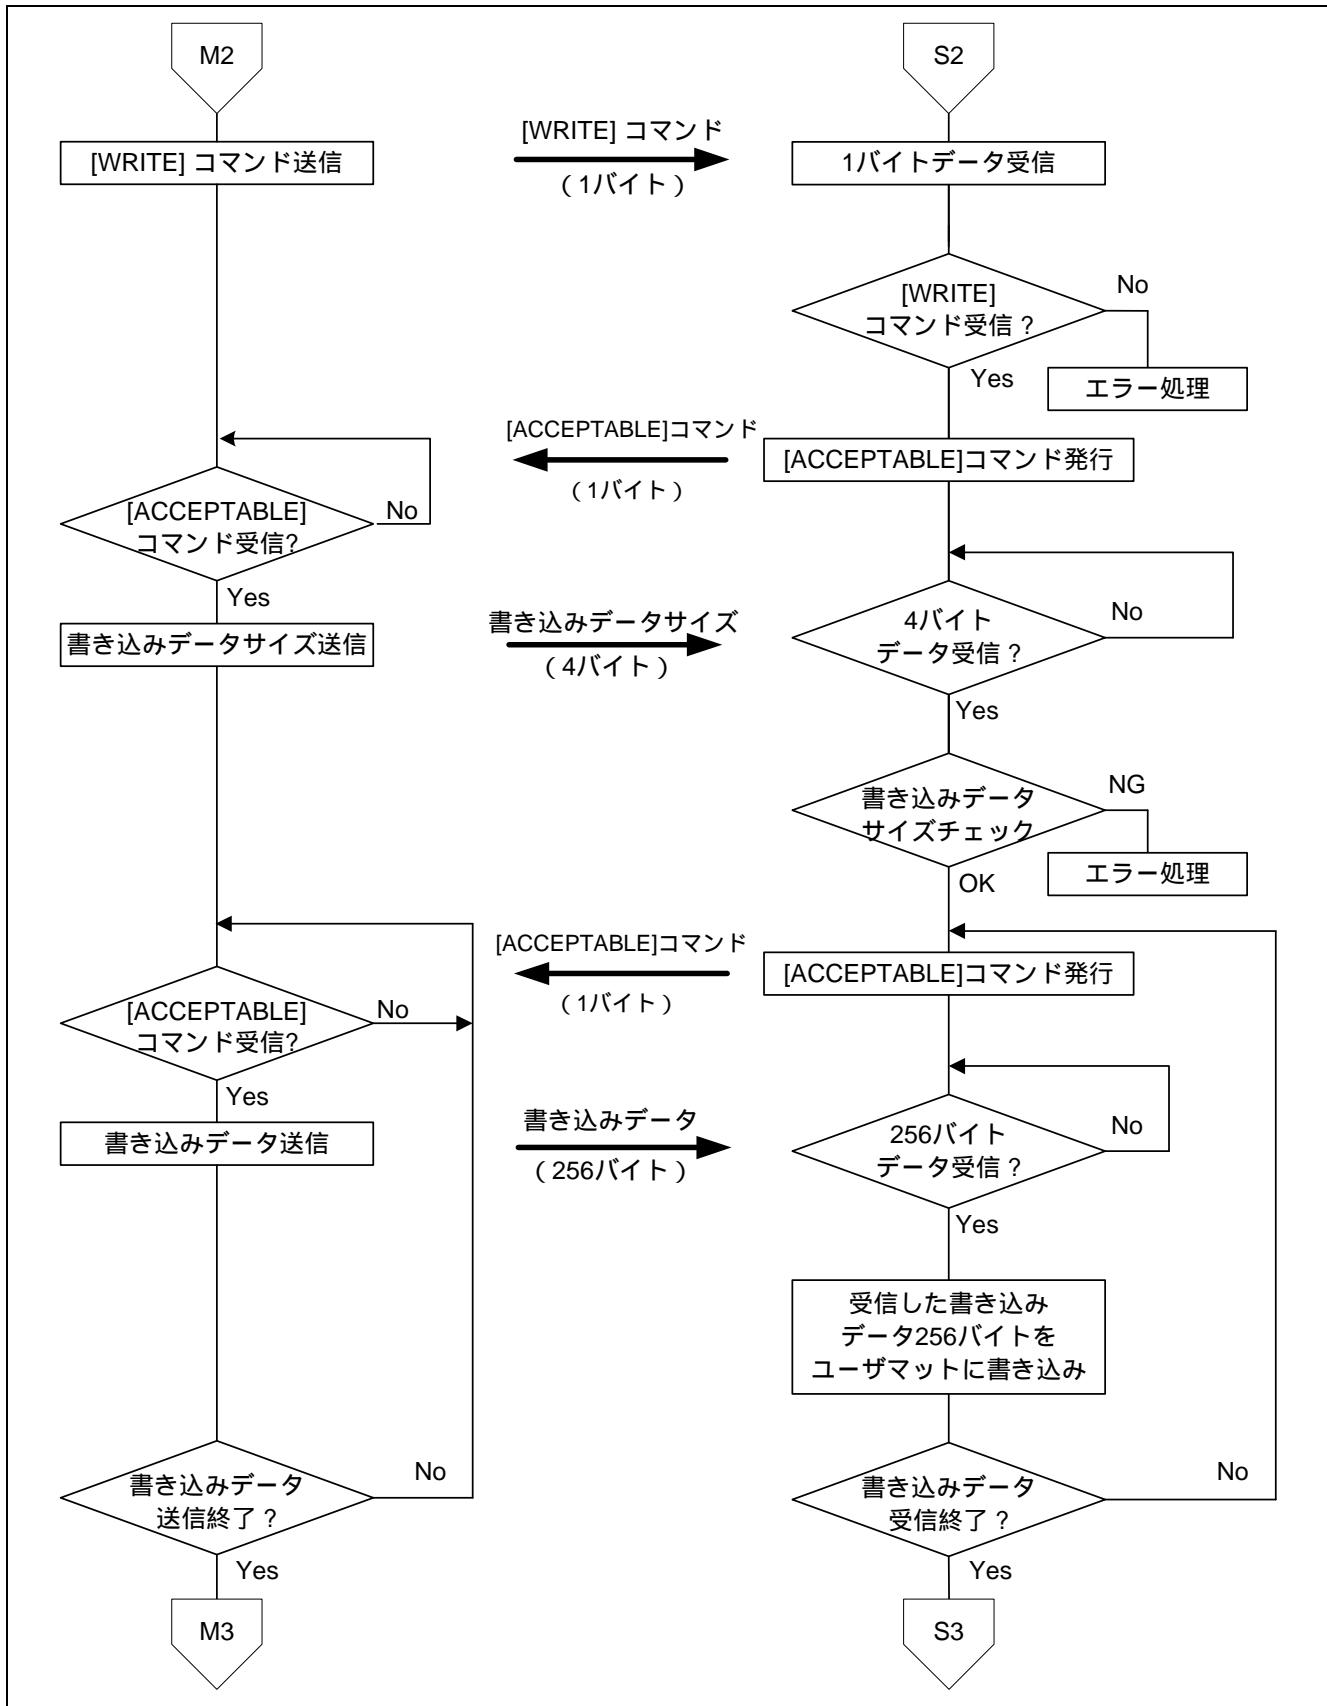 M2
S2
[WRITE] コマンド
[WRITE] コマンド送信
1バイトデータ受信
（1バイト）
[WRITE]
コマンド受信？
No
Yes
エラー処理
[ACCEPTABLE]コマンド
[ACCEPTABLE]コマンド発行
（1バイト）
[ACCEPTABLE]
コマンド受信?
No
Yes
書き込みデータサイズ
書き込みデータサイズ送信
（4バイト）
4バイト
データ受信？
No
Yes
書き込みデータ
サイズチェック
NG
OK
エラー処理
[ACCEPTABLE]コマンド
[ACCEPTABLE]コマンド発行
（1バイト）
[ACCEPTABLE]
コマンド受信?
No
Yes
書き込みデータ
書き込みデータ送信
（256バイト）
256バイト
データ受信？
No
Yes
受信した書き込み
データ256バイトを
ユーザマットに書き込み
書き込みデータ
送信終了？
No
Yes
書き込みデータ
受信終了？
No
Yes
M3
S3